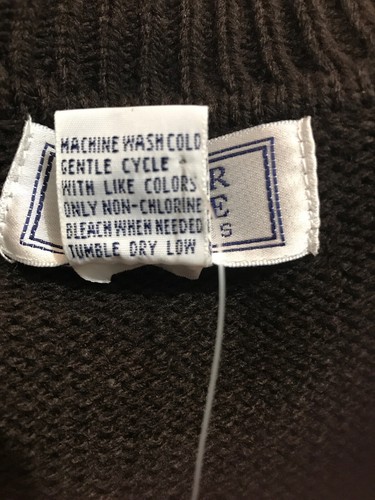 MACHINE WASH COLD
GENTLE CYCLE
WITH LIKE COLORS
ONLY NON-CHLORINE
BLEACH WHEN NEEDED
TUMBLE DRY LOW
R
E
S